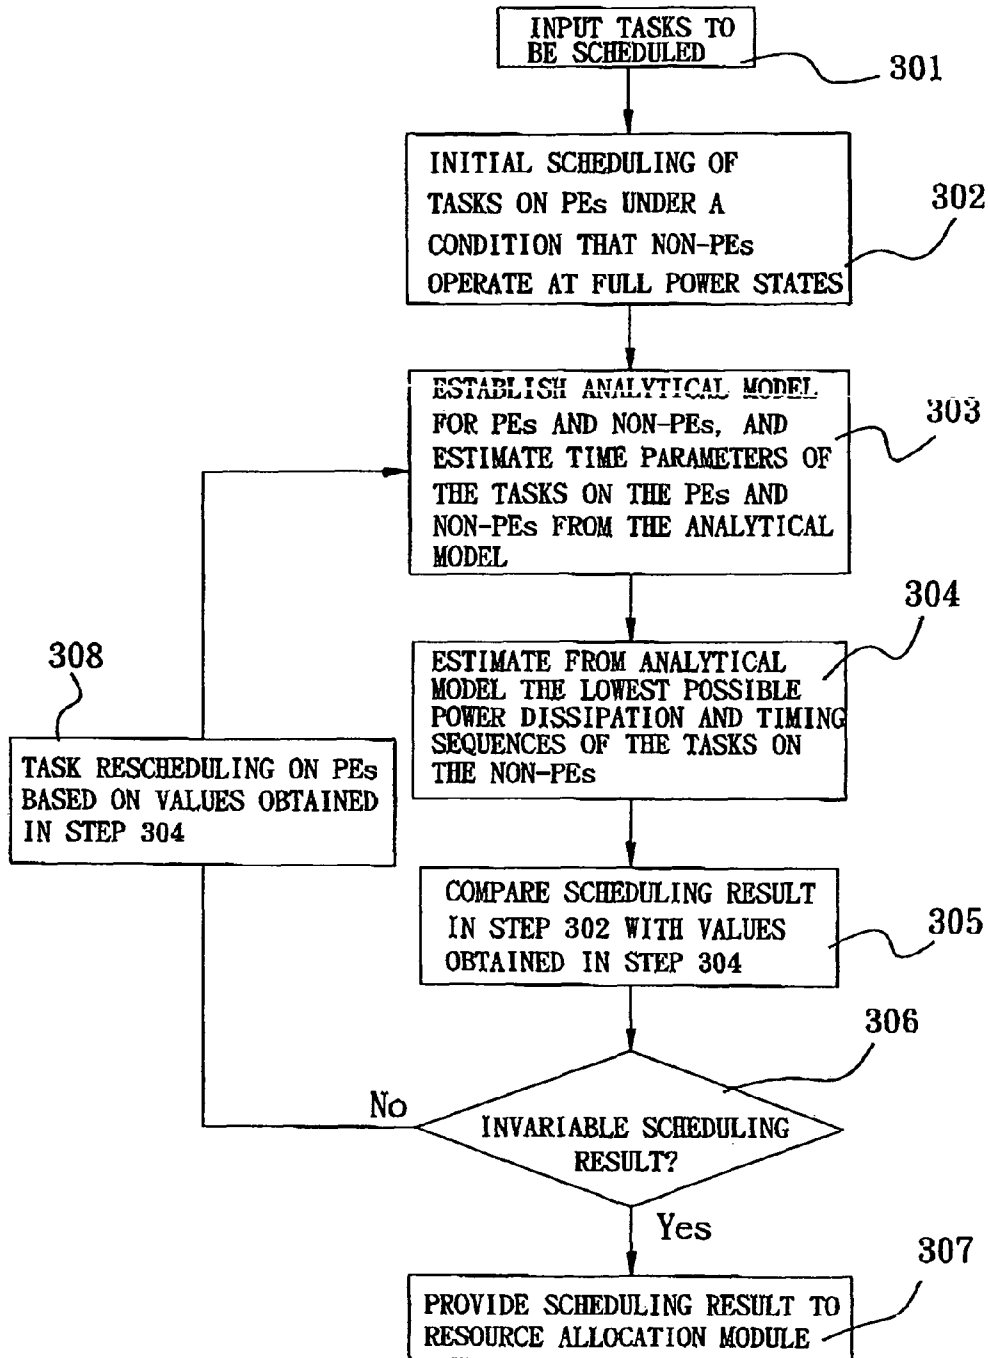 INPUT TASKS TO
BE SCHEDULED
301
INITIAL SCHEDULING OF
TASKS ON PEs UNDER A
CONDITION THAT NON-PEs
OPERATE AT FULL POWER STATES
302
ESTABLISH ANALYTICAL MODEL
FOR PEs AND NON-PEs, AND
ESTIMATE TIME PARAMETERS OF
THE TASKS ON THE PEs AND
NON-PEs FROM THE ANALYTICAL
MODEL
303
ESTIMATE FROM ANALYTICAL
MODEL THE LOWEST POSSIBLE
POWER DISSIPATION AND TIMING
SEQUENCES OF THE TASKS ON
THE NON-PEs
304
308
TASK RESCHEDULING ON PEs
BASED ON VALUES OBTAINED
IN STEP 304
COMPARE SCHEDULING RESULT
IN STEP 302 WITH VALUES
OBTAINED IN STEP 304
305
306
No
INVARIABLE SCHEDULING
RESULT?
Yes
307
PROVIDE SCHEDULING RESULT TO
RESOURCE ALLOCATION MODULE